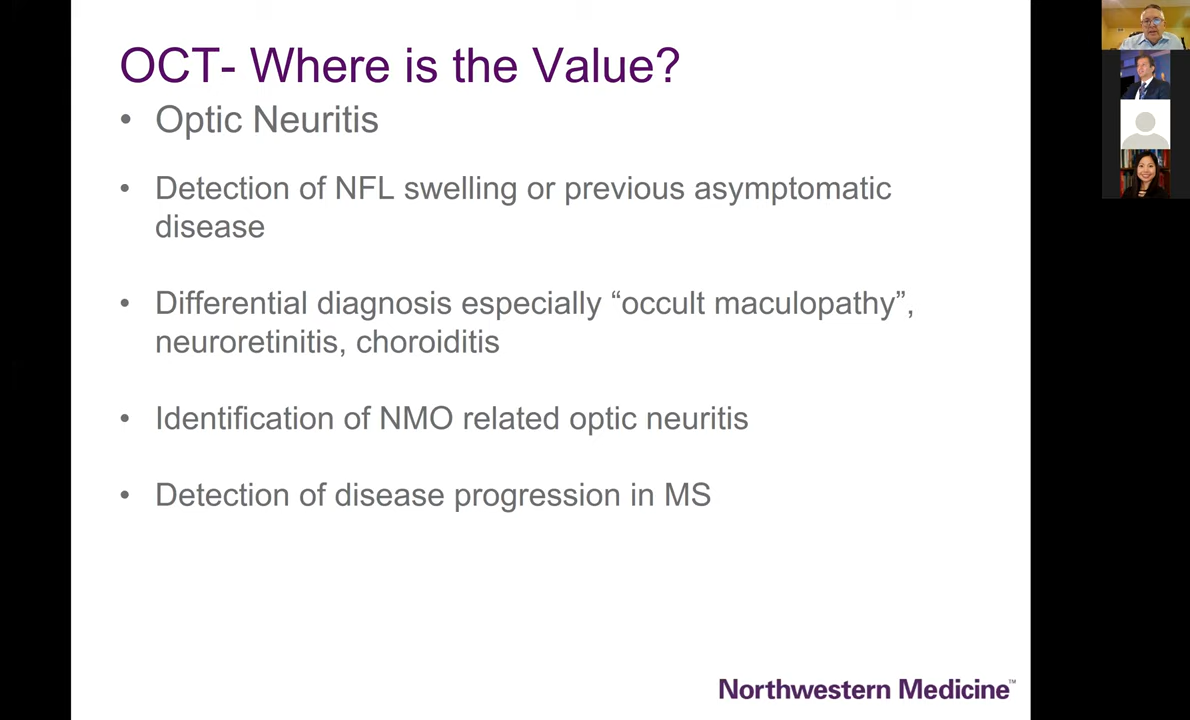 OCT- Where is the Value?
• Optic Neuritis
• Detection of NFL swelling or previous asymptomatic
disease
• Differential diagnosis especially “occult maculopathy”,
neuroretinitis, choroiditis
• Identification of NMO related optic neuritis
• Detection of disease progression in MS
Northwestern Medicine™